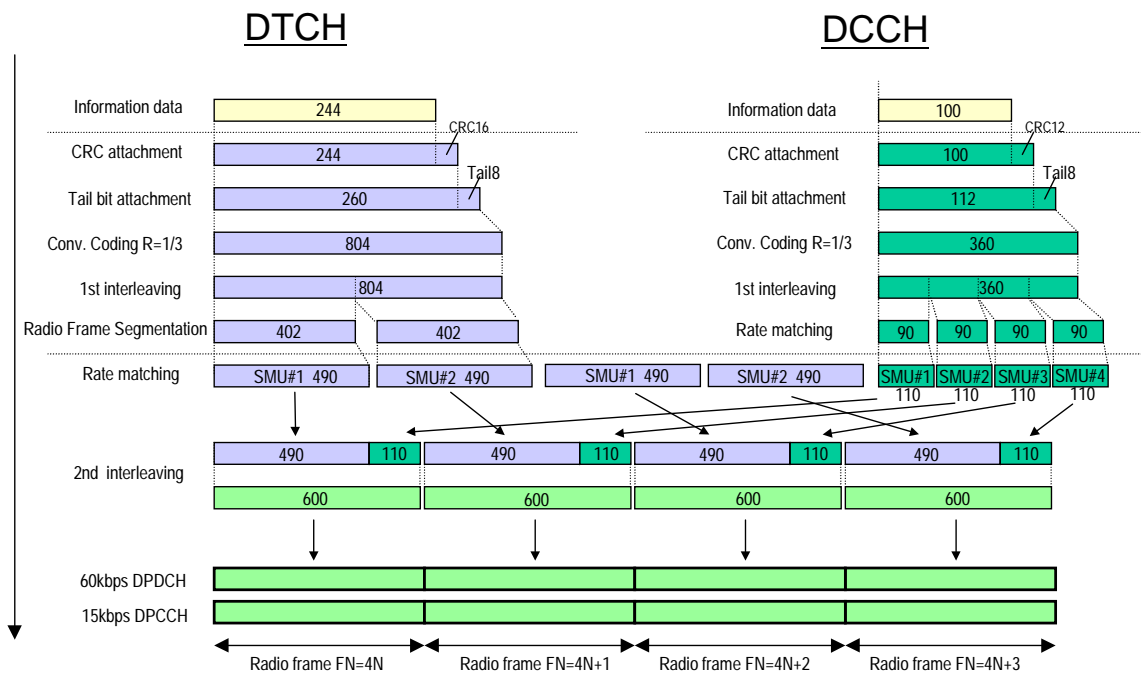 DTCH DCCH
Information data 244 Information data 100
CRC16 CRC12
CRC attachment 244 CRC attachment 100
Tail8 Tail8
Tail bit attachment 260 Tail bit attachment 112
Conv. Coding R=1/3 804 Conv. Coding R=1/3 360
1st interleaving 804 1st interleaving 360
Radio Frame Segmentation 402 402 Rate matching 90 90 90 90
Rate matching SMU#1 490 SMU#2 490 SMU#1 490 SMU#2 490 SMU#1 SMU#2 SMU#3 SMU#4
110 110 110 110
490 110 490 110 490 110 490 110
2nd interleaving
600 600 600 600
60kbps DPDCH
15kbps DPCCH
Radio frame FN=4N Radio frame FN=4N+1 Radio frame FN=4N+2 Radio frame FN=4N+3